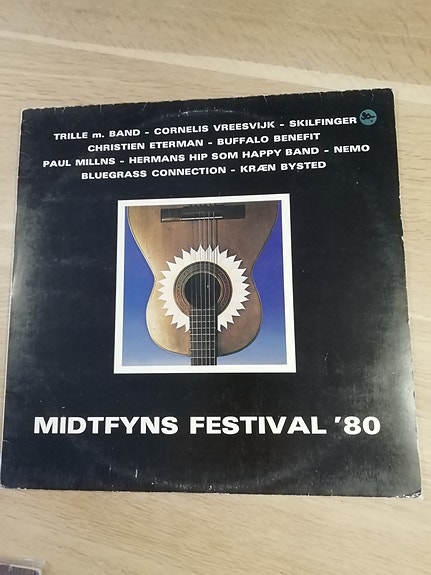 TRILLE m. BAND - CORNELIS VREESVIJK - SKILFINGER
CHRISTIEN ETERMAN - BUFFALO BENEFIT
PAUL MILLNS - HERMANS HIP SOM HAPPY BAND - NEMO
BLUEGRASS CONNECTION - KRÆN BYSTED
MIDTFYNS FESTIVAL '80